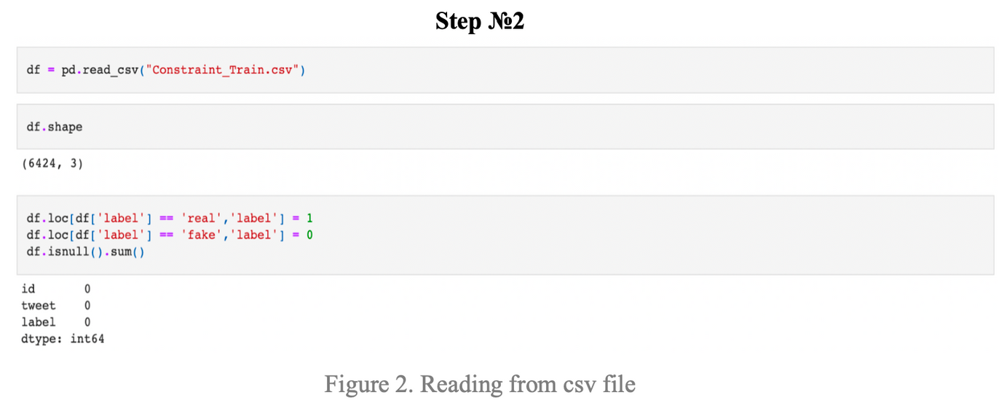 Step №2
df = pd.read_csv("Constraint_Train.csv")
df.shape
(6424, 3)
df.loc[df['label'] == 'real','label'] = 1
df.loc[df['label'] == 'fake','label'] = 0
df.isnull().sum()
id 0
tweet 0
label 0
dtype: int64
Figure 2. Reading from csv file